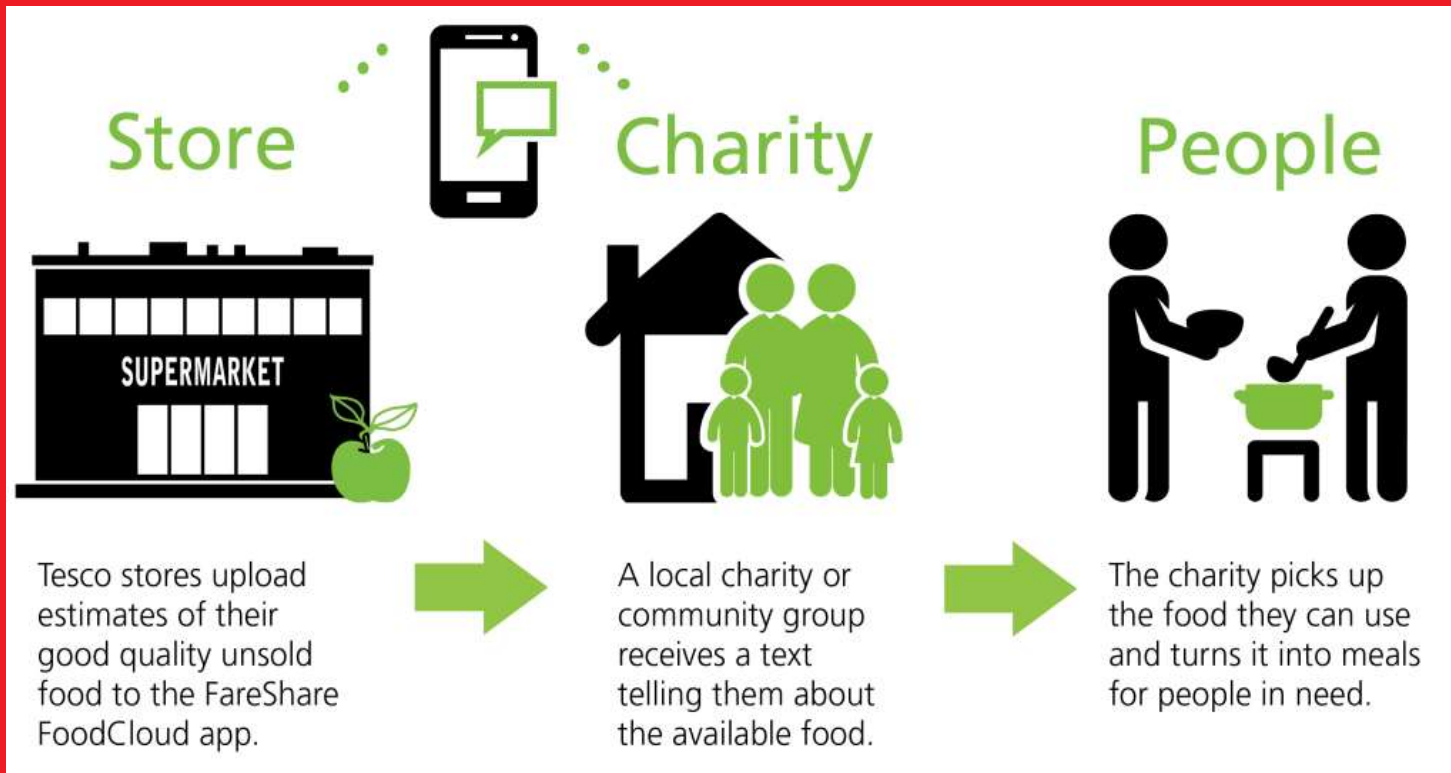 Store
Charity
People
SUPERMARKET
Tesco stores upload
estimates of their
good quality unsold
food to the FareShare
FoodCloud app.
A local charity or
community group
receives a text
telling them about
the available food.
The charity picks up
the food they can use
and turns it into meals
for people in need.